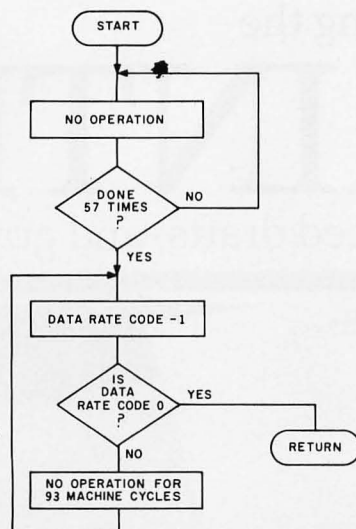 START
NO OPERATION
DONE
57 TIMES
?
NO
YES
DATA RATE CODE -1
IS
DATA
RATE CODE 0
?
YES
RETURN
NO
NO OPERATION FOR
93 MACHINE CYCLES